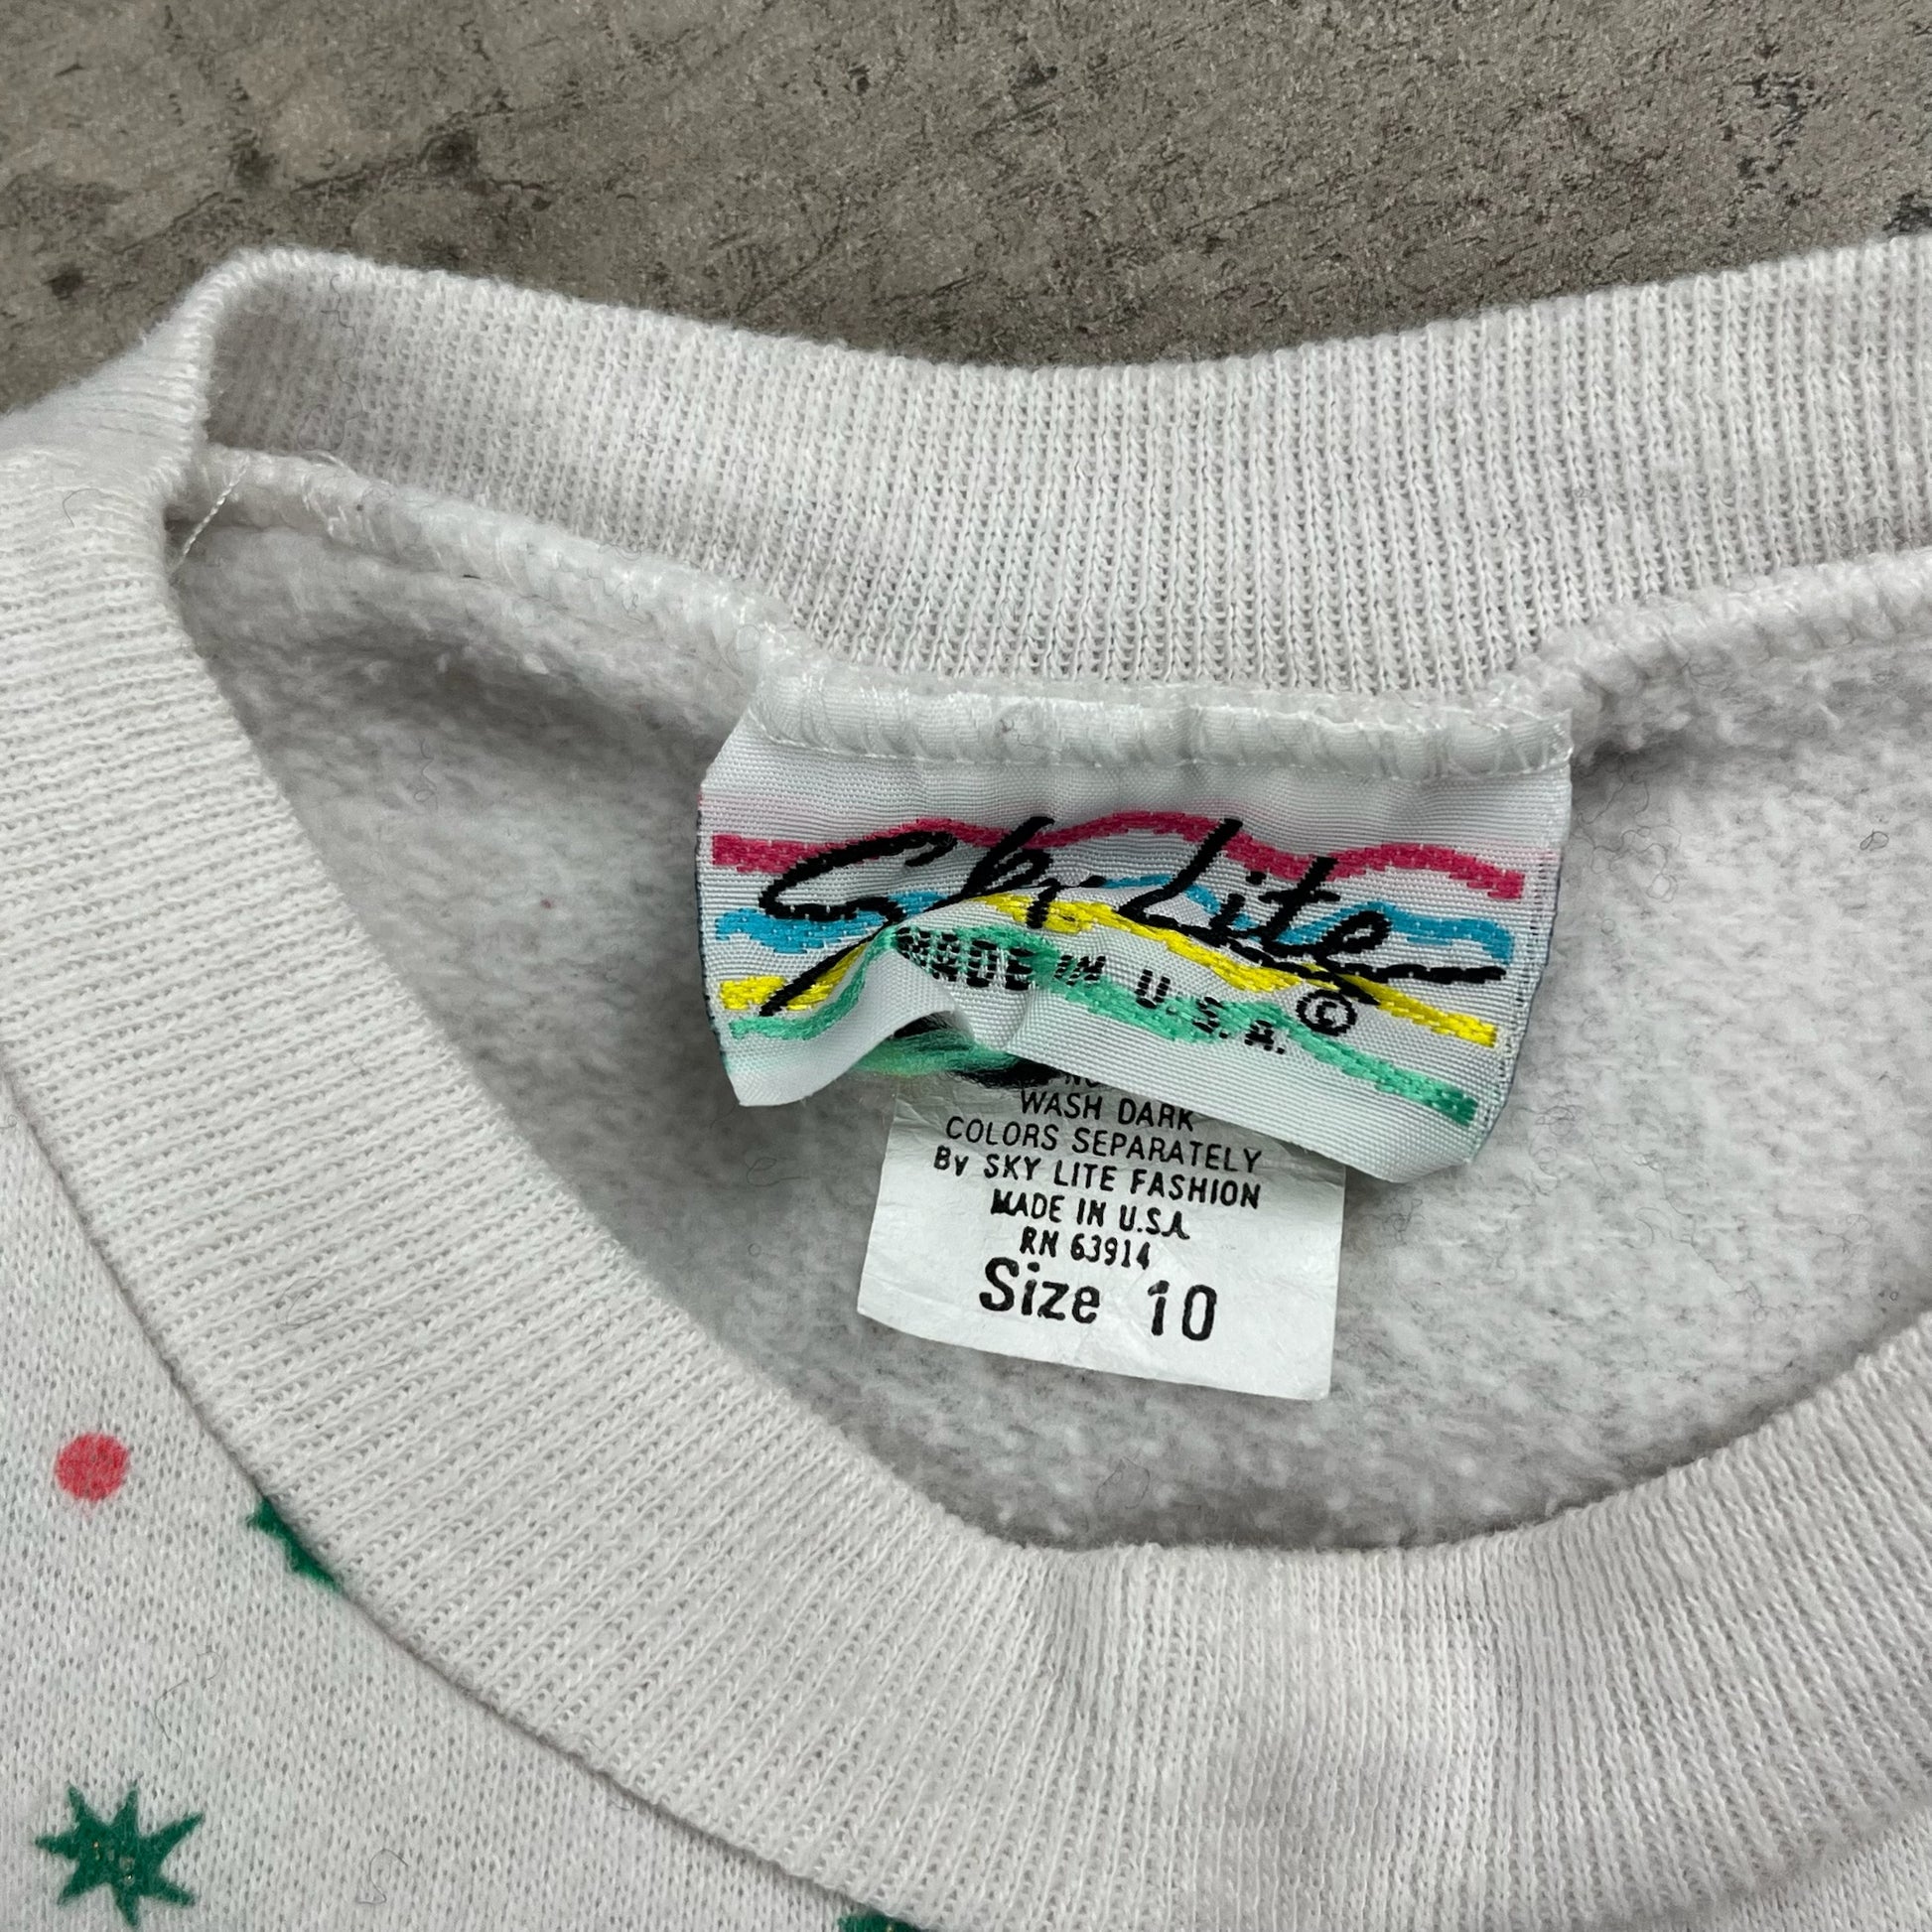 Sky Lite
MADE IN U.S.A. ©
WASH DARK
COLORS SEPARATELY
By SKY LITE FASHION
MADE IN U.S.A.
RN 63914
Size 10